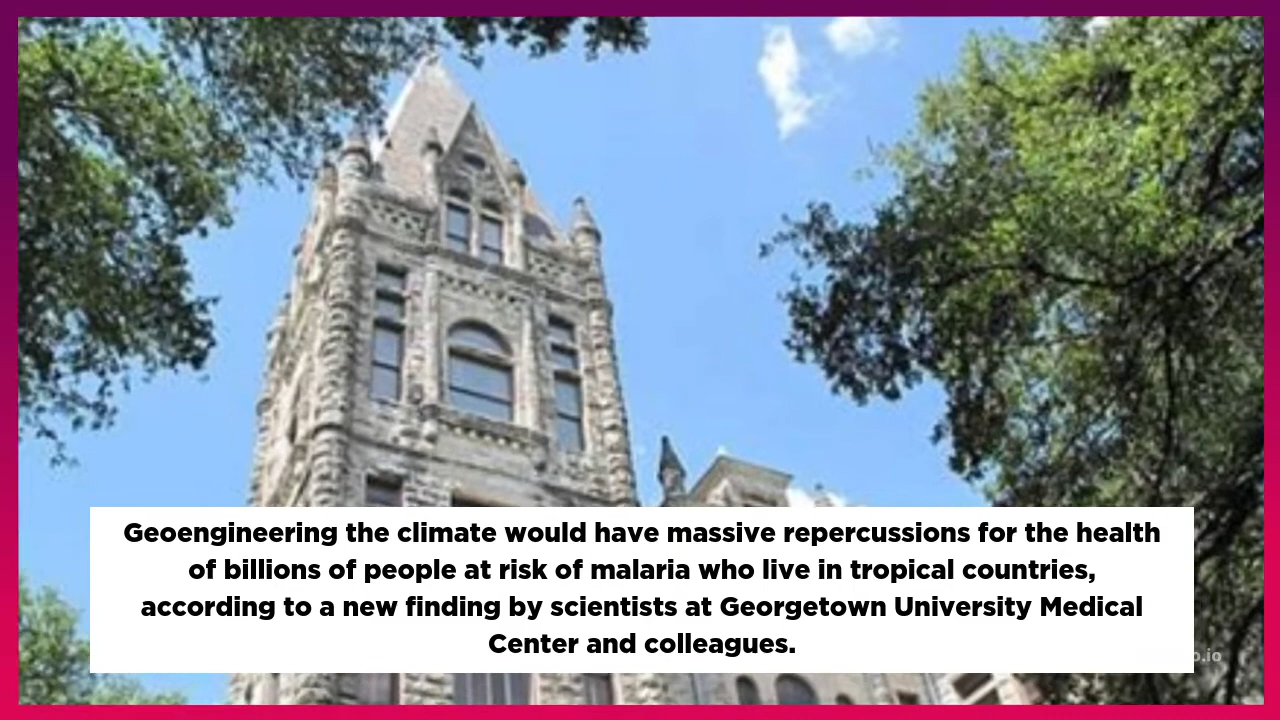 Geoengineering the climate would have massive repercussions for the health
of billions of people at risk of malaria who live in tropical countries,
according to a new finding by scientists at Georgetown University Medical
Center and colleagues.